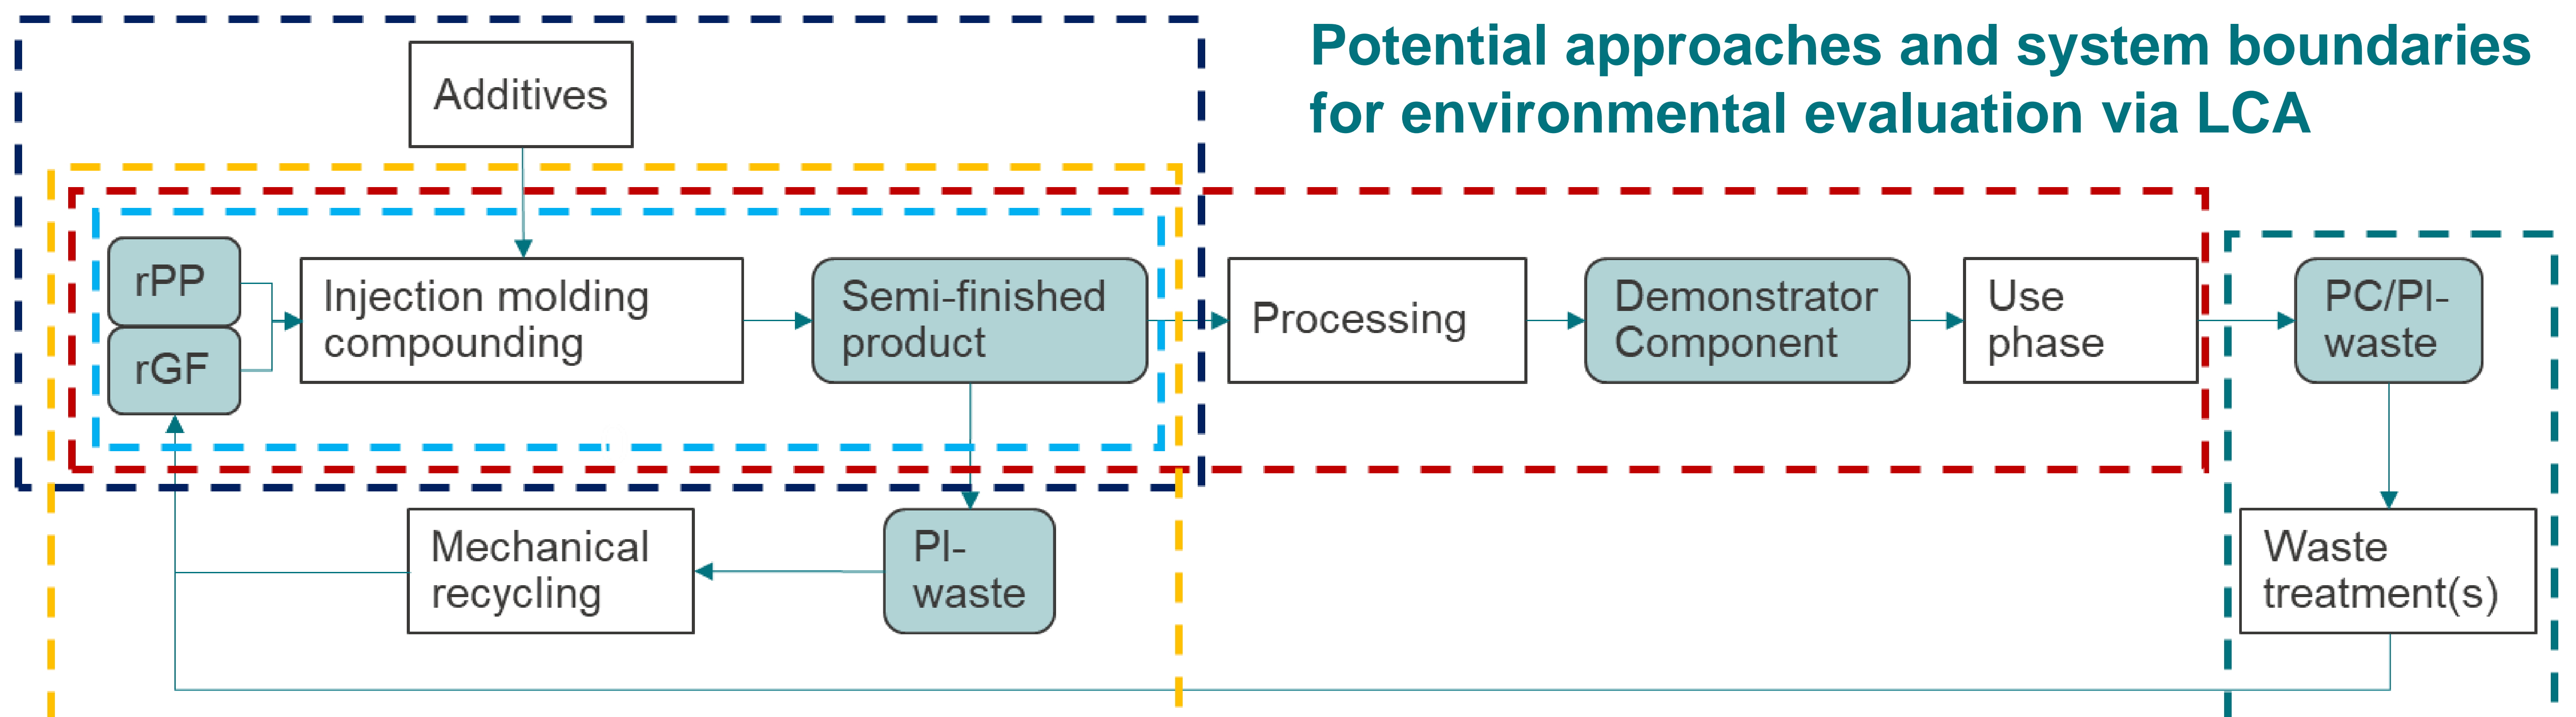 Potential approaches and system boundaries
for environmental evaluation via LCA
Additives
rPP
rGF
Injection molding
compounding
Semi-finished
product
Processing
Demonstrator
Component
Use
phase
PC/PI-
waste
Mechanical
recycling
PI-
waste
Waste
treatment(s)